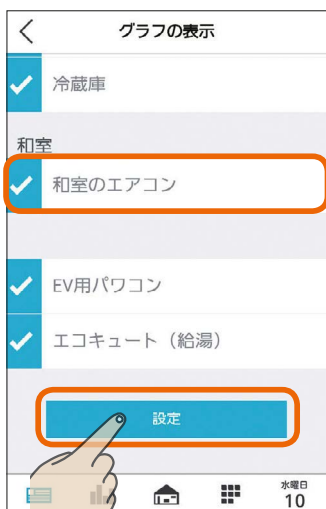 グラフの表示
冷蔵庫
和室
和室のエアコン
EV用パワコン
エコキュート（給湯）
設定
水曜日
10